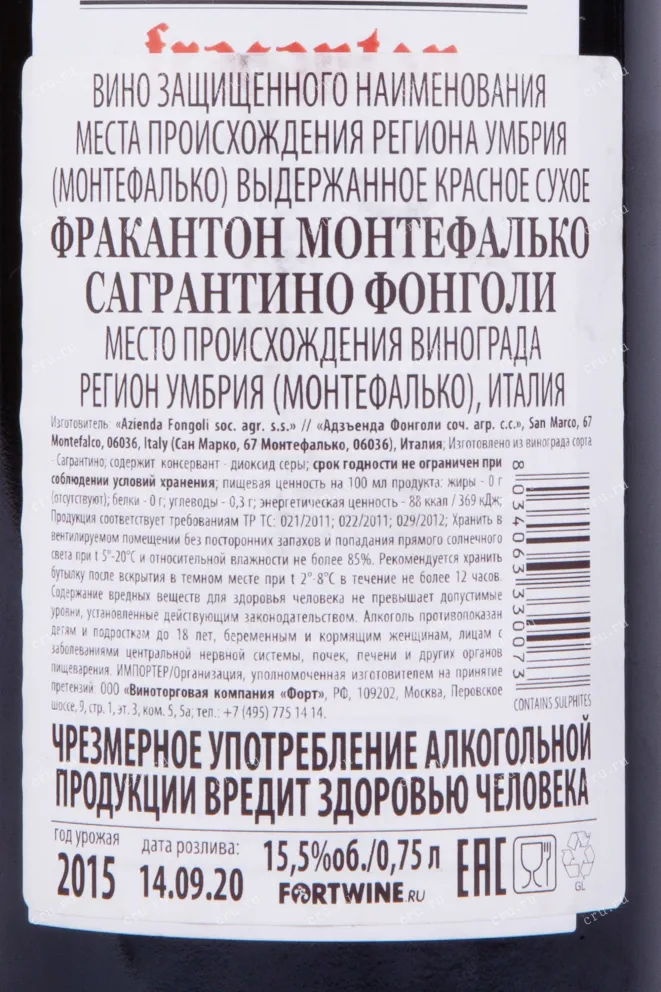 fracanton
ВИНО ЗАЩИЩЕННОГО НАИМЕНОВАНИЯ
МЕСТА ПРОИСХОЖДЕНИЯ РЕГИОНА УМБРИЯ
(МОНТЕФАЛЬКО) ВЫДЕРЖАННОЕ КРАСНОЕ СУХОЕ
ФРАКАНТОН МОНТЕФАЛЬКО
САГРАНТИНО ФОНГОЛИ
МЕСТО ПРОИСХОЖДЕНИЯ ВИНОГРАДА
РЕГИОН УМБРИЯ (МОНТЕФАЛЬКО), ИТАЛИЯ
Изготовитель: «Azienda Fongoli soc. agr. s.s.» // «Адзъенда Фонголи соч. агр. с.с.», San Marco, 67
Montefalco, 06036, Italy (Сан Марко, 67 Монтефалько, 06036), Италия; Изготовлено из винограда сорта
- Сагрантино; содержит консервант - диоксид серы; срок годности не ограничен при
соблюдении условий хранения; пищевая ценность на 100 мл продукта: жиры - 0 г
(отсутствуют); белки - 0 г; углеводы - 0,3 г; энергетическая ценность - 88 ккал / 369 кДж;
Продукция соответствует требованиям ТР ТС: 021/2011; 022/2011; 029/2012; Хранить в
вентилируемом помещении без посторонних запахов и попадания прямого солнечного
света при t 5°-20°С и относительной влажности не более 85%. Рекомендуется хранить
бутылку после вскрытия в темном месте при t 2°-8°С в течение не более 12 часов.
Содержание вредных веществ для здоровья человека не превышает допустимые
уровни, установленные действующим законодательством. Алкоголь противопоказан
детям и подросткам до 18 лет, беременным и кормящим женщинам, лицам с
заболеваниями центральной нервной системы, почек, печени и других органов
пищеварения. ИМПОРТЕР/Организация, уполномоченная изготовителем на принятие
претензий: ООО «Виноторговая компания «Форт», РФ, 109202, Москва, Перовское
шоссе, 9, стр. 1, эт. 3, ком. 5, 5а; тел.: +7 (495) 775 14 14.
8 034063 330073
CONTAINS SULPHITES
ЧРЕЗМЕРНОЕ УПОТРЕБЛЕНИЕ АЛКОГОЛЬНОЙ
ПРОДУКЦИИ ВРЕДИТ ЗДОРОВЬЮ ЧЕЛОВЕКА
год урожая
2015
дата розлива:
14.09.20
15,5%об./0,75 л
FORTWINE.RU
EAC
GL
cru.ru